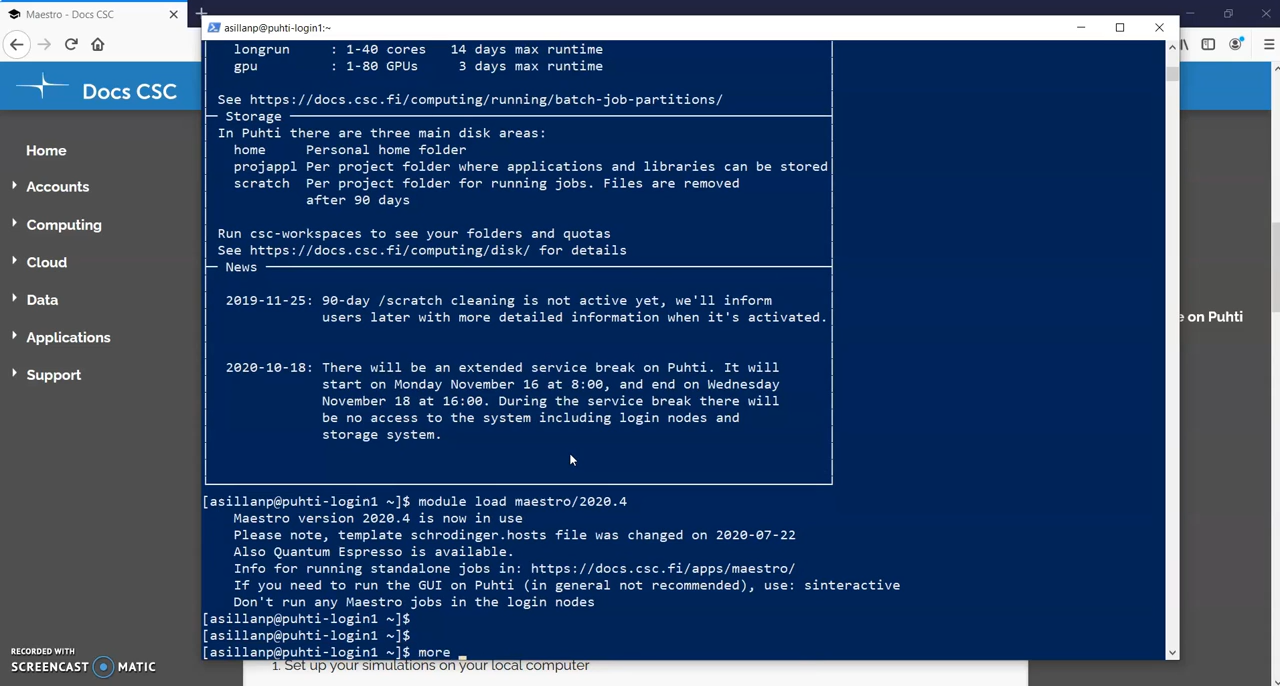 Maestro - Docs CSC
asillanp@puhti-login1:~
longrun : 1-40 cores 14 days max runtime
gpu : 1-80 GPUs 3 days max runtime
See https://docs.csc.fi/computing/running/batch-job-partitions/
Storage
In Puhti there are three main disk areas:
home Personal home folder
projappl Per project folder where applications and libraries can be stored
scratch Per project folder for running jobs. Files are removed
after 90 days
Run csc-workspaces to see your folders and quotas
See https://docs.csc.fi/computing/disk/ for details
News
2019-11-25: 90-day /scratch cleaning is not active yet, we'll inform
users later with more detailed information when it's activated.
2020-10-18: There will be an extended service break on Puhti. It will
start on Monday November 16 at 8:00, and end on Wednesday
November 18 at 16:00. During the service break there will
be no access to the system including login nodes and
storage system.
[asillanp@puhti-login1 ~]$ module load maestro/2020.4
Maestro version 2020.4 is now in use
Please note, template schrodinger.hosts file was changed on 2020-07-22
Also Quantum Espresso is available.
Info for running standalone jobs in: https://docs.csc.fi/apps/maestro/
If you need to run the GUI on Puhti (in general not recommended), use: sinteractive
Don't run any Maestro jobs in the login nodes
[asillanp@puhti-login1 ~]$
[asillanp@puhti-login1 ~]$
[asillanp@puhti-login1 ~]$ more _
Docs CSC
Home
Accounts
Computing
Cloud
Data
Applications
Support
e on Puhti
1. Set up your simulations on your local computer
RECORDED WITH
SCREENCAST MATIC